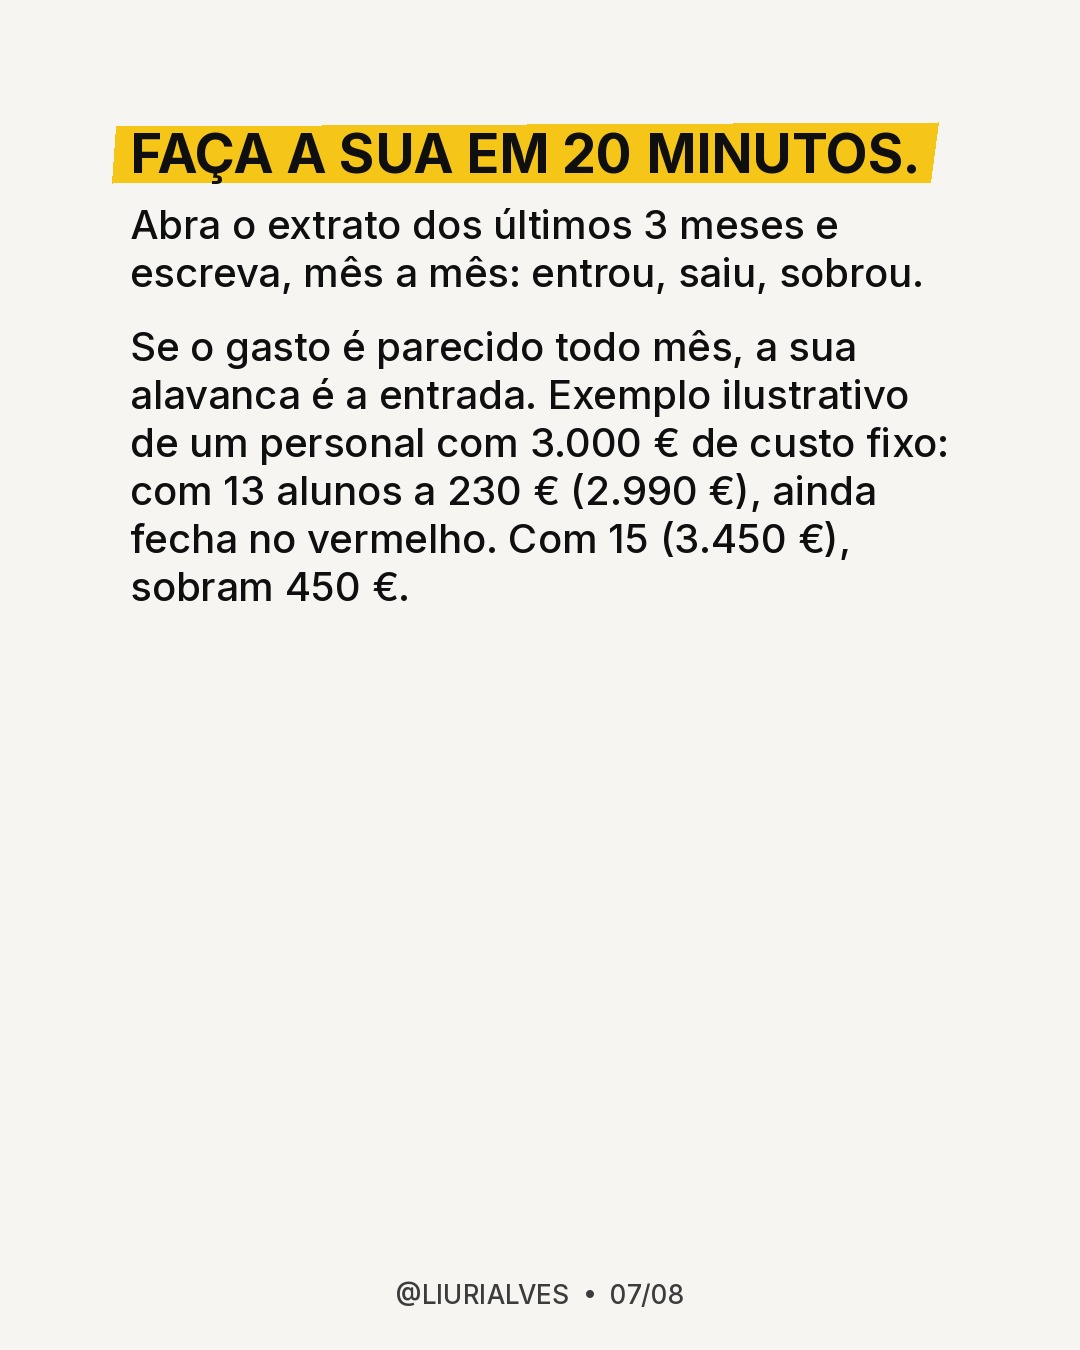 FAÇA A SUA EM 20 MINUTOS.
Abra o extrato dos últimos 3 meses e
escreva, mês a mês: entrou, saiu, sobrou.
Se o gasto é parecido todo mês, a sua
alavanca é a entrada. Exemplo ilustrativo
de um personal com 3.000 € de custo fixo:
com 13 alunos a 230 € (2.990 €), ainda
fecha no vermelho. Com 15 (3.450 €),
sobram 450 €.
@LIURIALVES • 07/08